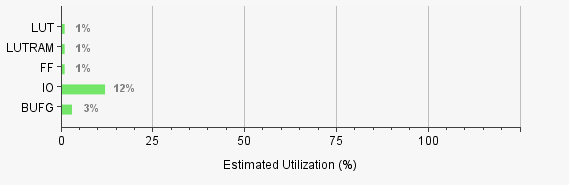 LUT 1%
LUTRAM 1%
FF 1%
IO 12%
BUFG 3%
0 25 50 75 100
Estimated Utilization (%)